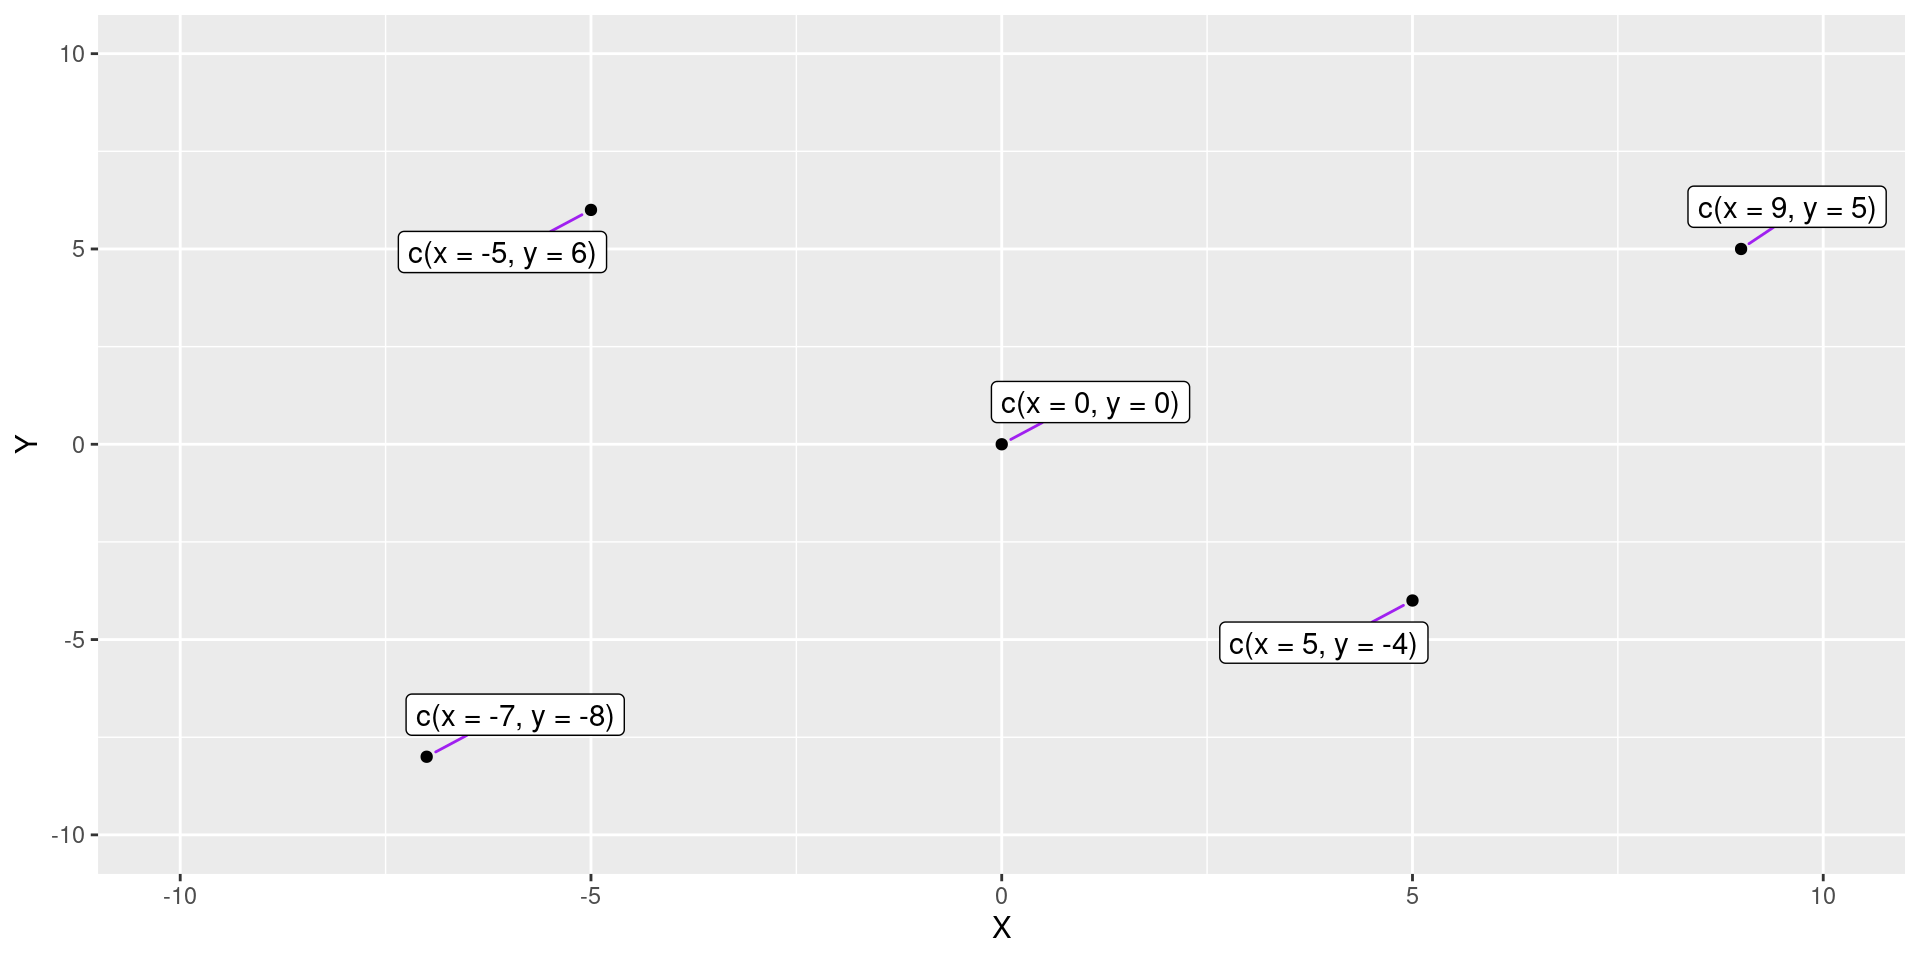 10
5
0
-5
-10
Y
c(x = 9, y = 5)
c(x = -5, y = 6)
c(x = 0, y = 0)
c(x = 5, y = -4)
c(x = -7, y = -8)
-10
-5
0
5
10
X